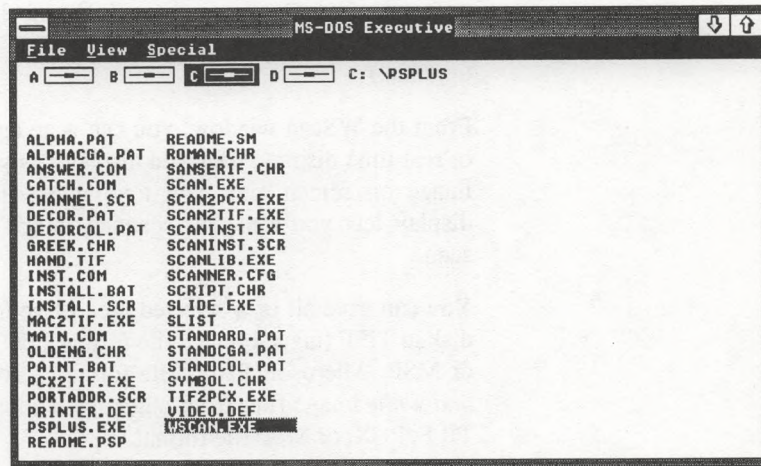 MS-DOS Executive
File View Special
A B C D C: \PSPLUS
ALPHA.PAT README.SM
ALPHACGA.PAT ROMAN.CHR
ANSWER.COM SANSERIF.CHR
CATCH.COM SCAN.EXE
CHANNEL.SCR SCAN2PCX.EXE
DECOR.PAT SCAN2TIF.EXE
DECORCOL.PAT SCANINST.EXE
GREEK.CHR SCANINST.SCR
HAND.TIF SCANLIB.EXE
INST.COM SCANNER.CFG
INSTALL.BAT SCRIPT.CHR
INSTALL.SCR SLIDE.EXE
MAC2TIF.EXE SLIST
MAIN.COM STANDARD.PAT
OLDENG.CHR STANDCGA.PAT
PAINT.BAT STANDCOL.PAT
PCX2TIF.EXE SYMBOL.CHR
PORTADDR.SCR TIF2PCX.EXE
PRINTER.DEF VIDEO.DEF
PSPLUS.EXE WSCAN.EXE
README.PSP